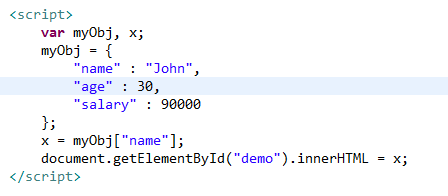 <script>
var myObj, x;
myObj = {
"name" : "John",
"age" : 30,
"salary" : 90000
};
x = myObj["name"];
document.getElementById("demo").innerHTML = x;
</script>